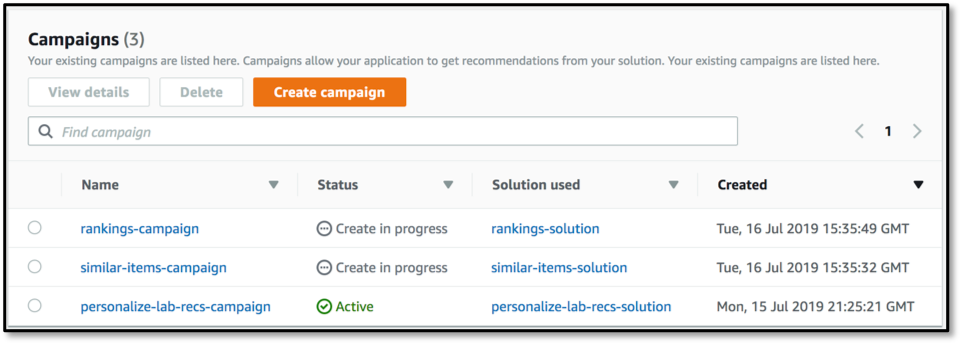 Campaigns (3)
Your existing campaigns are listed here. Campaigns allow your application to get recommendations from your solution. Your existing campaigns are listed here.
View details Delete Create campaign
Find campaign 1
Name Status Solution used Created
rankings-campaign Create in progress rankings-solution Tue, 16 Jul 2019 15:35:49 GMT
similar-items-campaign Create in progress similar-items-solution Tue, 16 Jul 2019 15:35:32 GMT
personalize-lab-recs-campaign Active personalize-lab-recs-solution Mon, 15 Jul 2019 21:25:21 GMT